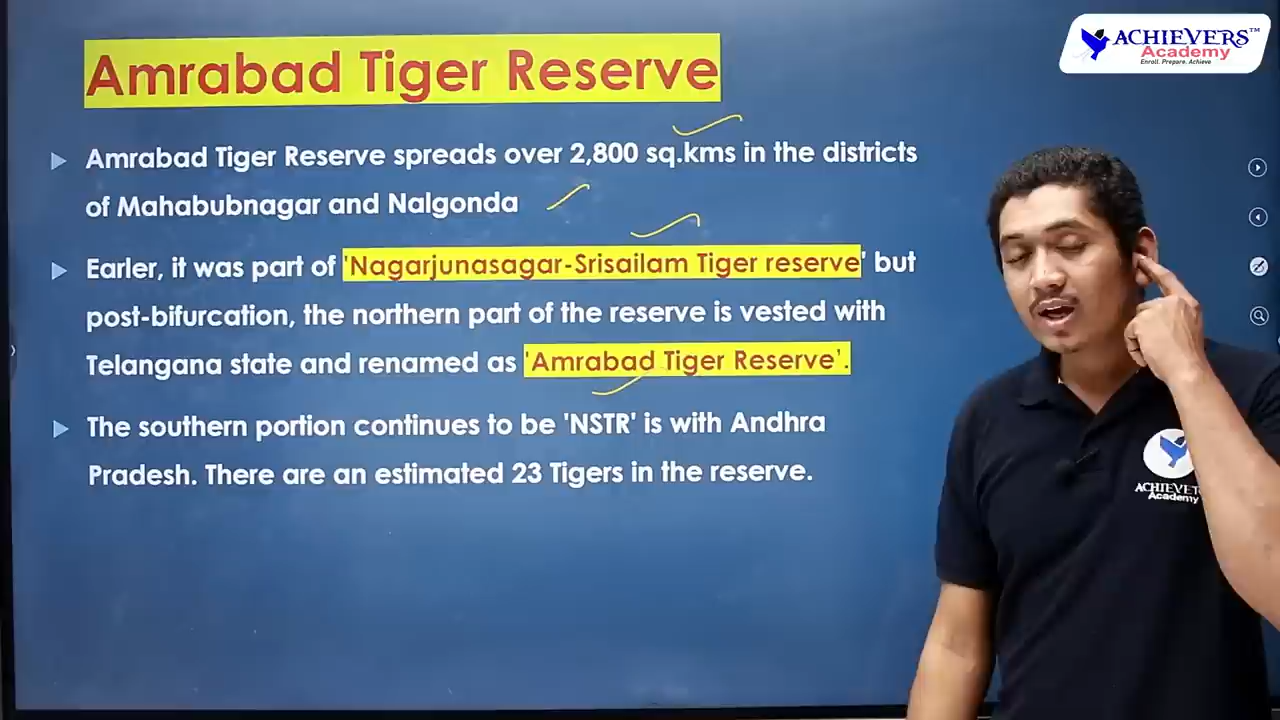 Amrabad Tiger Reserve
ACHIEVERS™
Academy
Enroll. Prepare. Achieve
Amrabad Tiger Reserve spreads over 2,800 sq.kms in the districts
of Mahabubnagar and Nalgonda
Earler, it was part of 'Nagarjunasagar-Srisailam Tiger reserve' but
post-bifurcation, the northern part of the reserve is vested with
Telangana state and renamed as 'Amrabad Tiger Reserve'.
The southern portion continues to be 'NSTR' is with Andhra
Pradesh. There are an estimated 23 Tigers in the reserve.
ACHIEVER
Academy